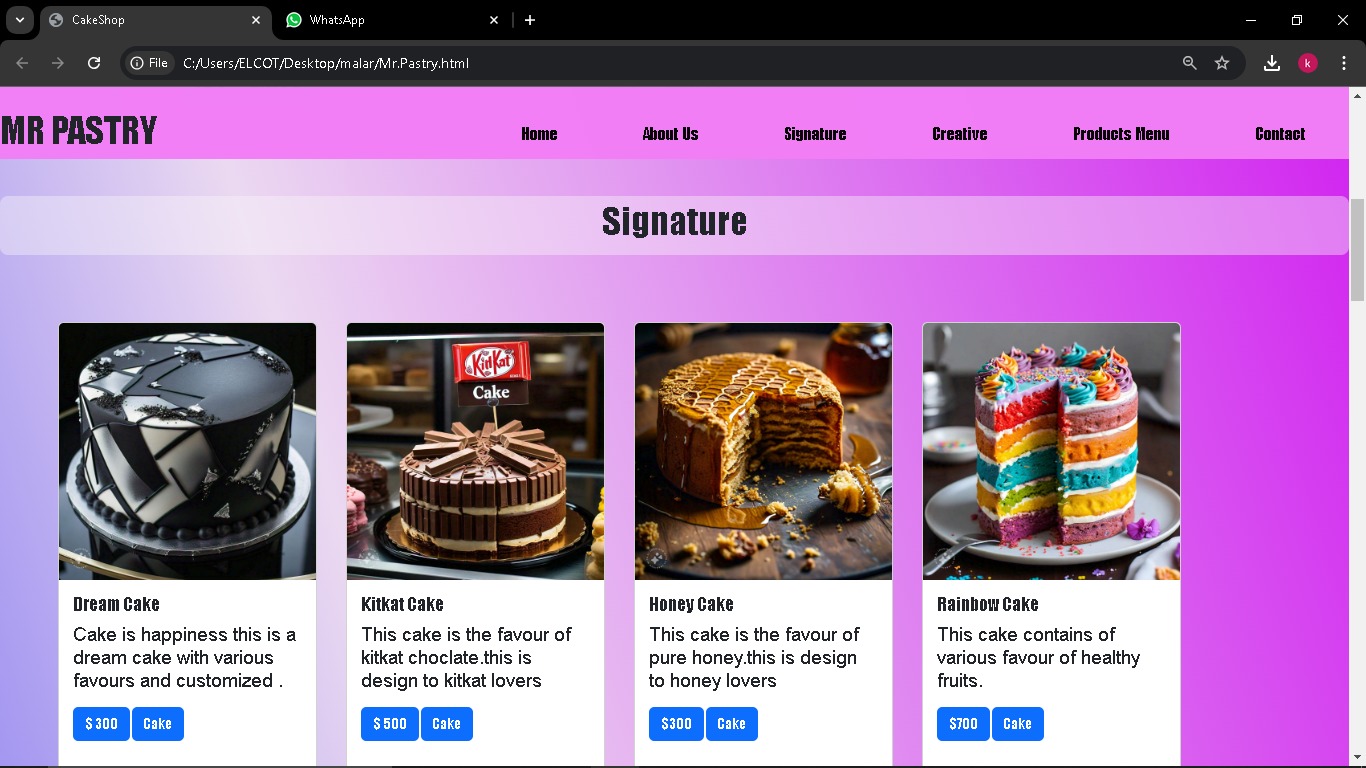 CakeShop
WhatsApp
File C:/Users/ELCOT/Desktop/malar/Mr.Pastry.html
k
MR PASTRY
Home About Us Signature Creative Products Menu Contact
Signature
KitKat
Cake
Dream Cake
Cake is happiness this is a
dream cake with various
favours and customized .
$ 300 Cake
Kitkat Cake
This cake is the favour of
kitkat choclate.this is
design to kitkat lovers
$ 500 Cake
Honey Cake
This cake is the favour of
pure honey.this is design
to honey lovers
$300 Cake
Rainbow Cake
This cake contains of
various favour of healthy
fruits.
$700 Cake